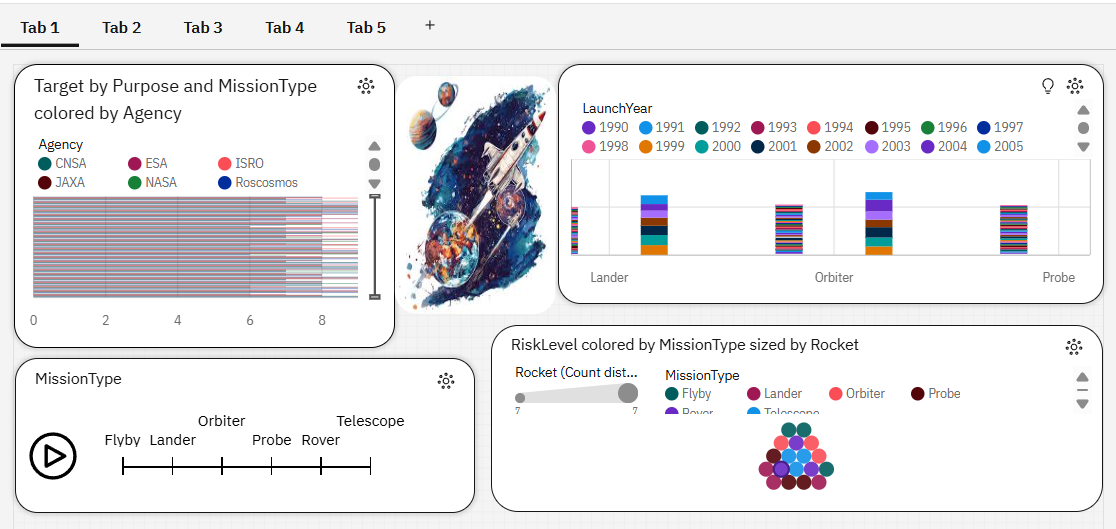 Tab 1 Tab 2 Tab 3 Tab 4 Tab 5 +
Target by Purpose and MissionType
colored by Agency
Agency
CNSA ESA ISRO
JAXA NASA Roscosmos
0 2 4 6 8
LaunchYear
1990 1991 1992 1993 1994 1995 1996 1997
1998 1999 2000 2001 2002 2003 2004 2005
Lander Orbiter Probe
MissionType
Orbiter Telescope
Flyby Lander Probe Rover
RiskLevel colored by MissionType sized by Rocket
Rocket (Count dist...
7 7
MissionType
Flyby Lander Orbiter Probe
Rover Telescope